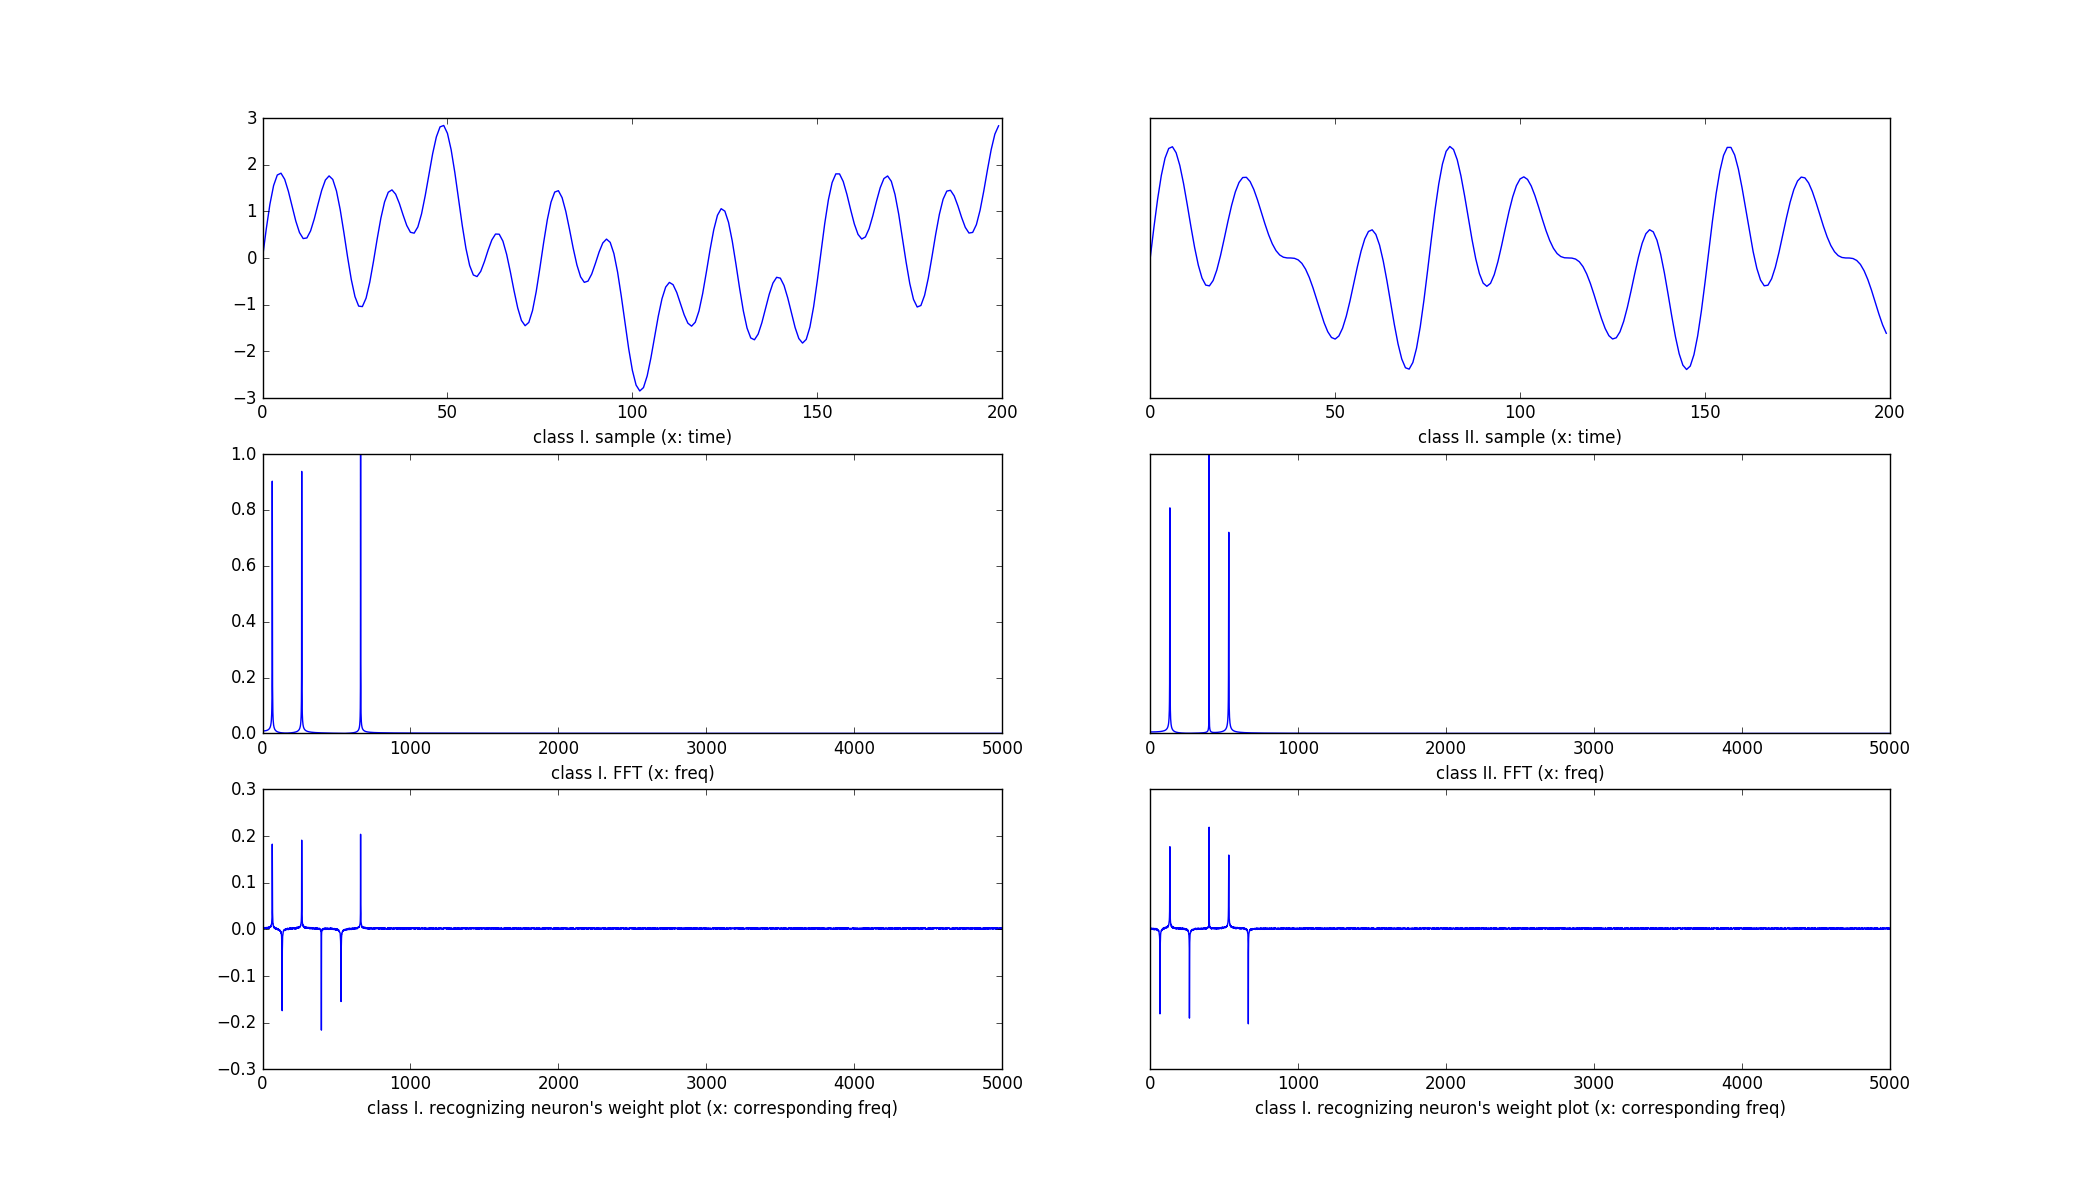 3
2
1
0
−1
−2
−3
0 50 100 150 200
0 50 100 150 200
class I. sample (x: time)
class II. sample (x: time)
1.0
0.8
0.6
0.4
0.2
0.0
0 1000 2000 3000 4000 5000
0 1000 2000 3000 4000 5000
class I. FFT (x: freq)
class II. FFT (x: freq)
0.3
0.2
0.1
0.0
−0.1
−0.2
−0.3
0 1000 2000 3000 4000 5000
0 1000 2000 3000 4000 5000
class I. recognizing neuron's weight plot (x: corresponding freq)
class I. recognizing neuron's weight plot (x: corresponding freq)